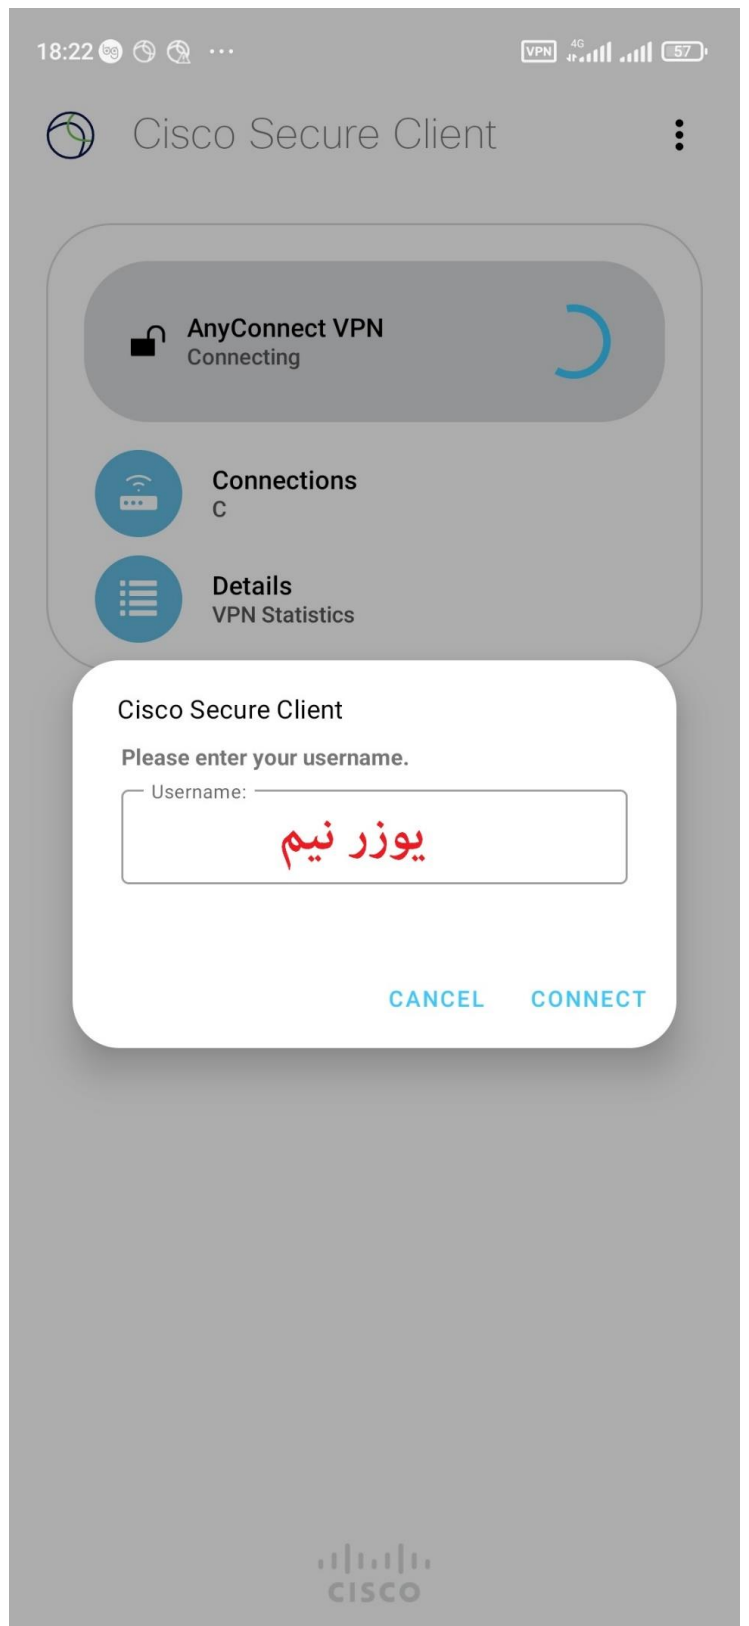 18:22 ...
VPN 4G 57
Cisco Secure Client
AnyConnect VPN
Connecting
Connections
C
Details
VPN Statistics
Cisco Secure Client
Please enter your username.
Username:
یوزر نیم
CANCEL CONNECT
CISCO